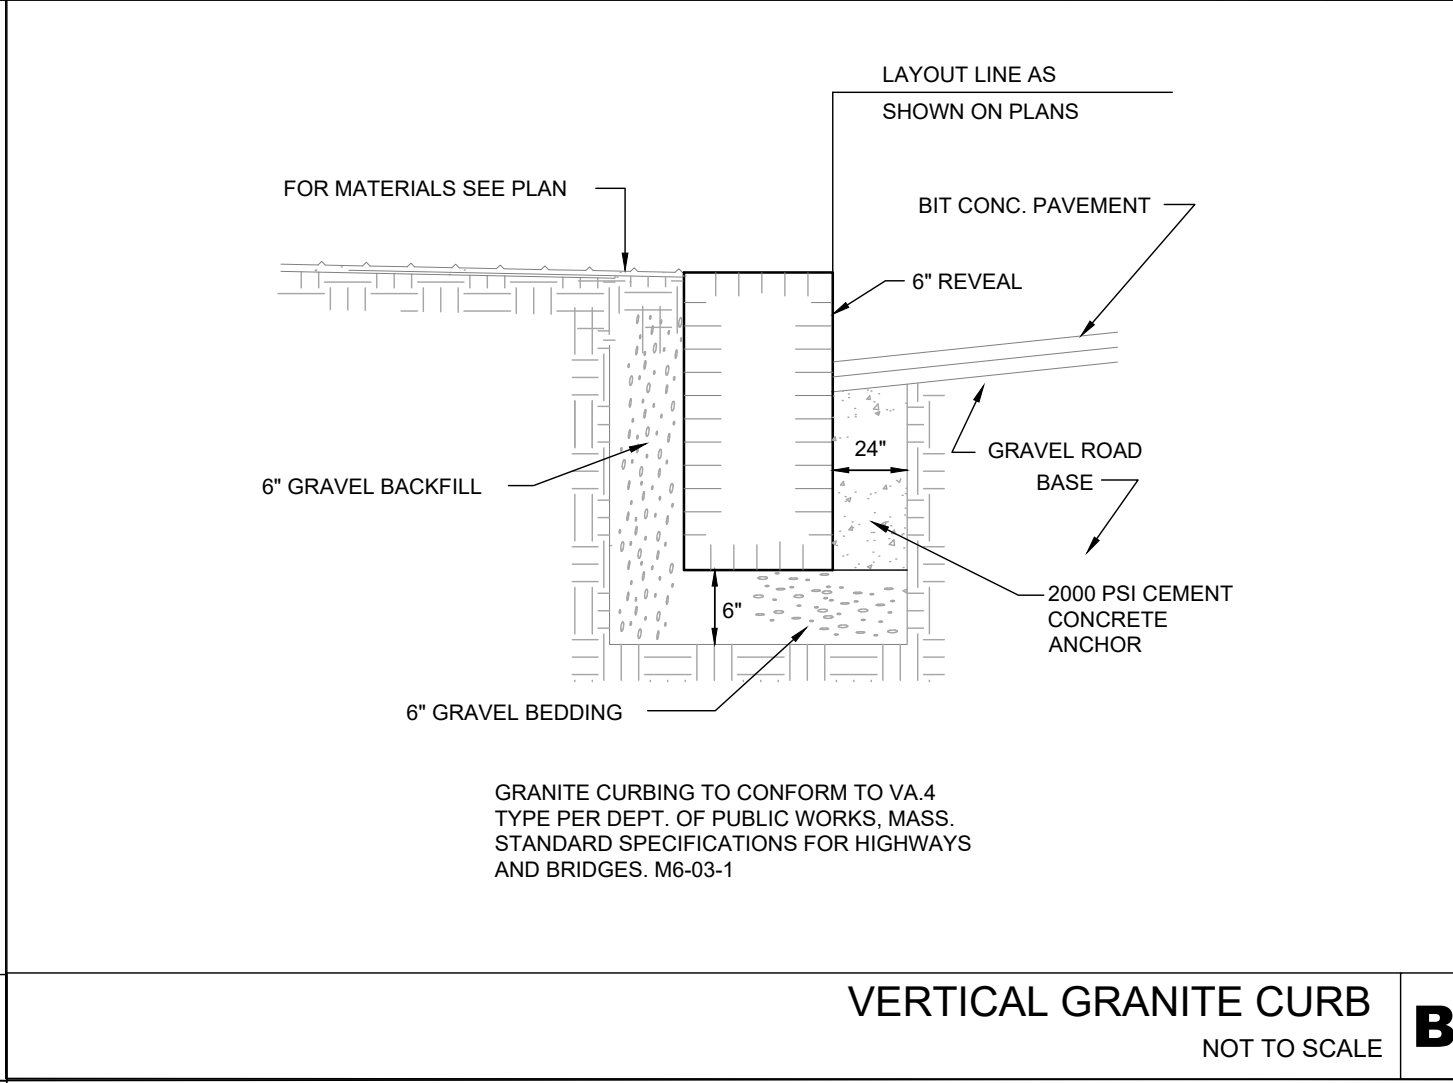 LAYOUT LINE AS
SHOWN ON PLANS
FOR MATERIALS SEE PLAN
BIT CONC. PAVEMENT
6" REVEAL
24"
GRAVEL ROAD
BASE
6" GRAVEL BACKFILL
2000 PSI CEMENT
CONCRETE
ANCHOR
6"
6" GRAVEL BEDDING
GRANITE CURBING TO CONFORM TO VA.4
TYPE PER DEPT. OF PUBLIC WORKS, MASS.
STANDARD SPECIFICATIONS FOR HIGHWAYS
AND BRIDGES. M6-03-1
VERTICAL GRANITE CURB
NOT TO SCALE
B